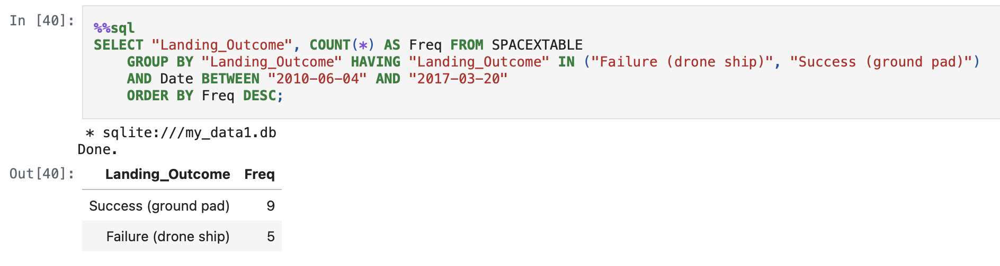 In [40]:
%%sql
SELECT "Landing_Outcome", COUNT(*) AS Freq FROM SPACEXTABLE
    GROUP BY "Landing_Outcome" HAVING "Landing_Outcome" IN ("Failure (drone ship)", "Success (ground pad)")
    AND Date BETWEEN "2010-06-04" AND "2017-03-20"
    ORDER BY Freq DESC;
* sqlite:///my_data1.db
Done.
Out[40]:
Landing_Outcome Freq
Success (ground pad) 9
Failure (drone ship) 5